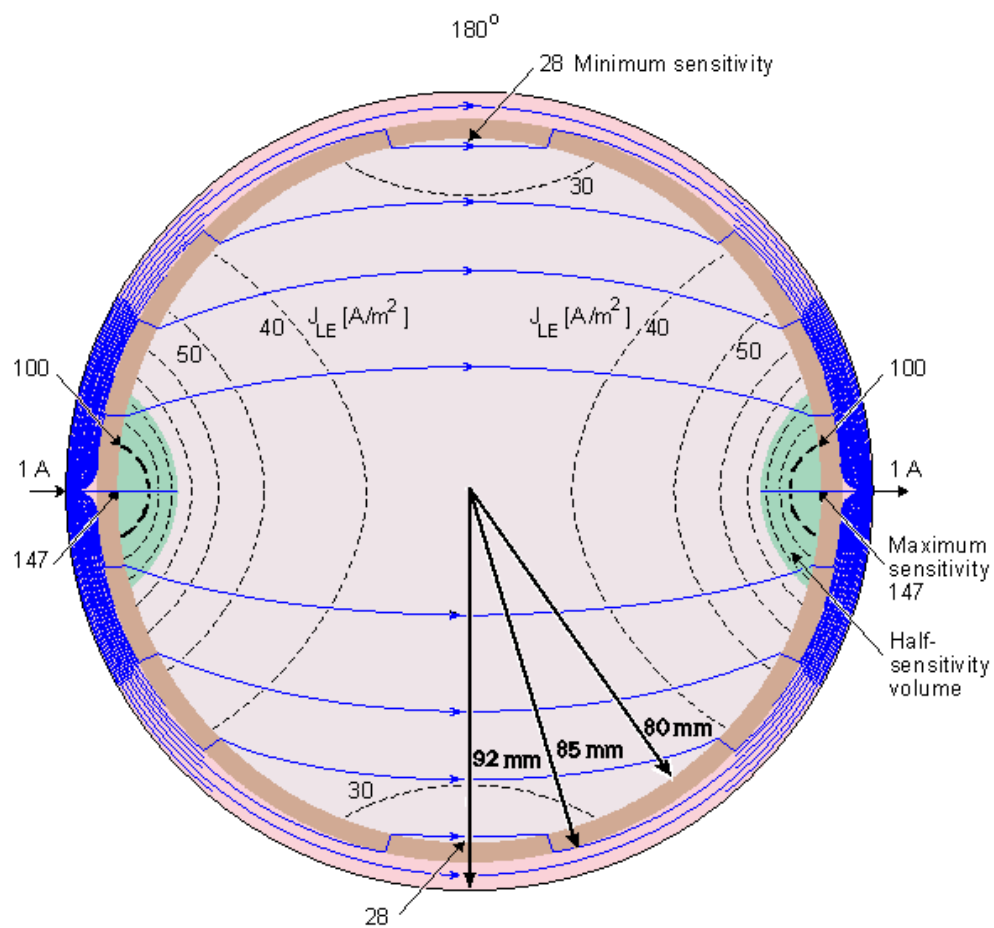 180°
28 Minimum sensitivity
30
J_LE [A/m²]
J_LE [A/m²]
40
40
50
50
100
100
1 A
1 A
147
Maximum
sensitivity
147
Half-
sensitivity
volume
80 mm
85 mm
92 mm
30
28